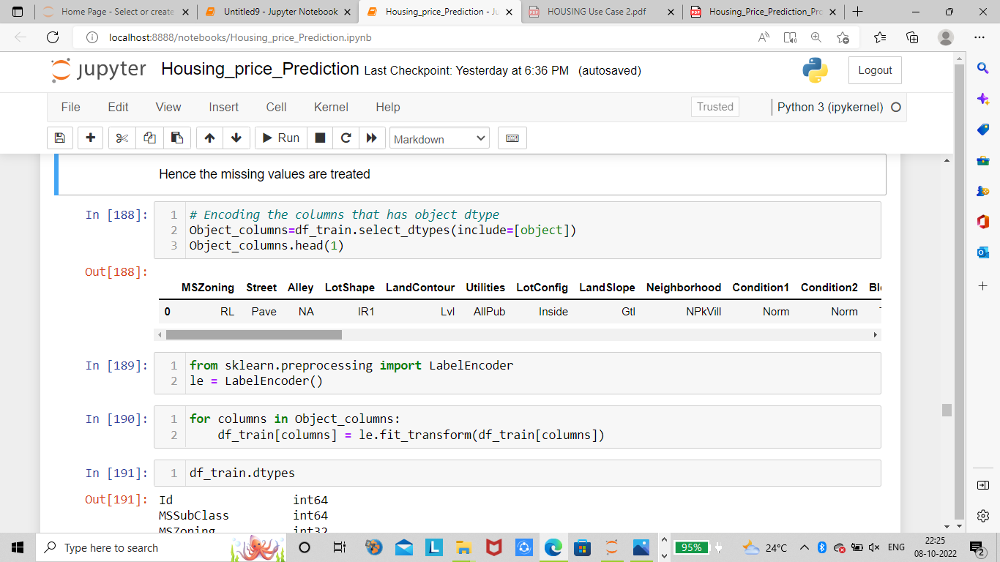 Home Page - Select or create
Untitled9 - Jupyter Notebook
Housing_price_Prediction - Ju
HOUSING Use Case 2.pdf
Housing_Price_Prediction_Pro
localhost:8888/notebooks/Housing_price_Prediction.ipynb
jupyter Housing_price_Prediction Last Checkpoint: Yesterday at 6:36 PM (autosaved)
Logout
File Edit View Insert Cell Kernel Help
Trusted
Python 3 (ipykernel)
Run
Markdown
Hence the missing values are treated
In [188]:
1 # Encoding the columns that has object dtype
2 Object_columns=df_train.select_dtypes(include=[object])
3 Object_columns.head(1)
Out[188]:
MSZoning Street Alley LotShape LandContour Utilities LotConfig LandSlope Neighborhood Condition1 Condition2 Bl
0 RL Pave NA IR1 Lvl AllPub Inside Gtl NPkVill Norm Norm
In [189]:
1 from sklearn.preprocessing import LabelEncoder
2 le = LabelEncoder()
In [190]:
1 for columns in Object_columns:
2 df_train[columns] = le.fit_transform(df_train[columns])
In [191]:
1 df_train.dtypes
Out[191]:
Id int64
MSSubClass int64
MSZoning int32
Type here to search
95%
24°C
ENG
22:25
08-10-2022
2